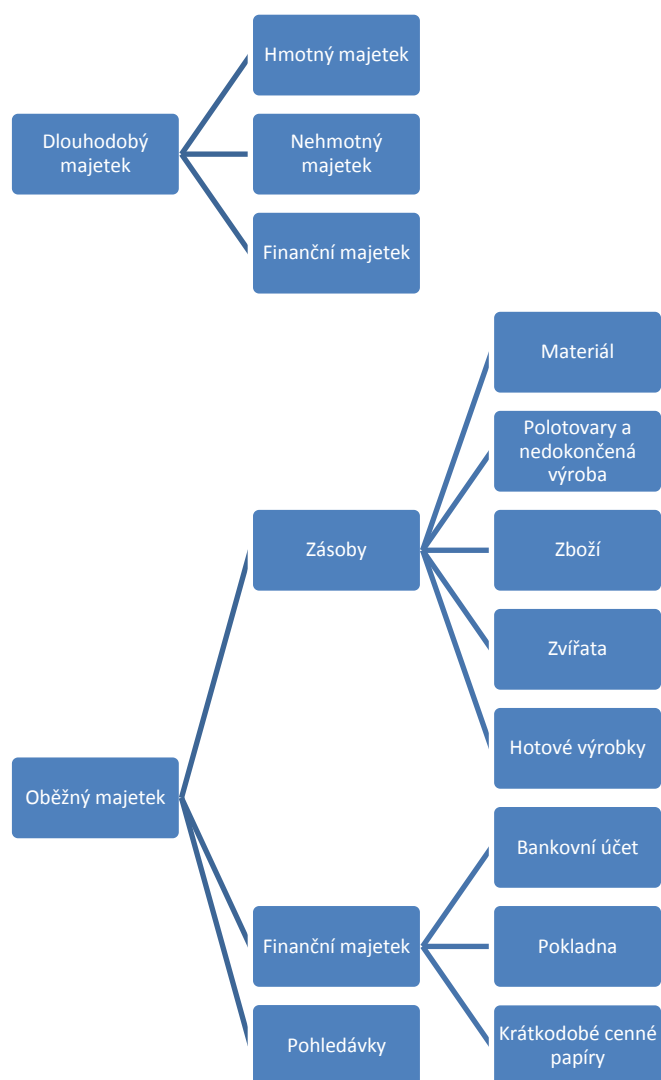 Dlouhodobý
majetek
Hmotný majetek
Nehmotný
majetek
Finanční majetek
Oběžný majetek
Zásoby
Materiál
Polotovary a
nedokončená
výroba
Zboží
Zvířata
Hotové výrobky
Finanční majetek
Bankovní účet
Pokladna
Krátkodobé cenné
papíry
Pohledávky